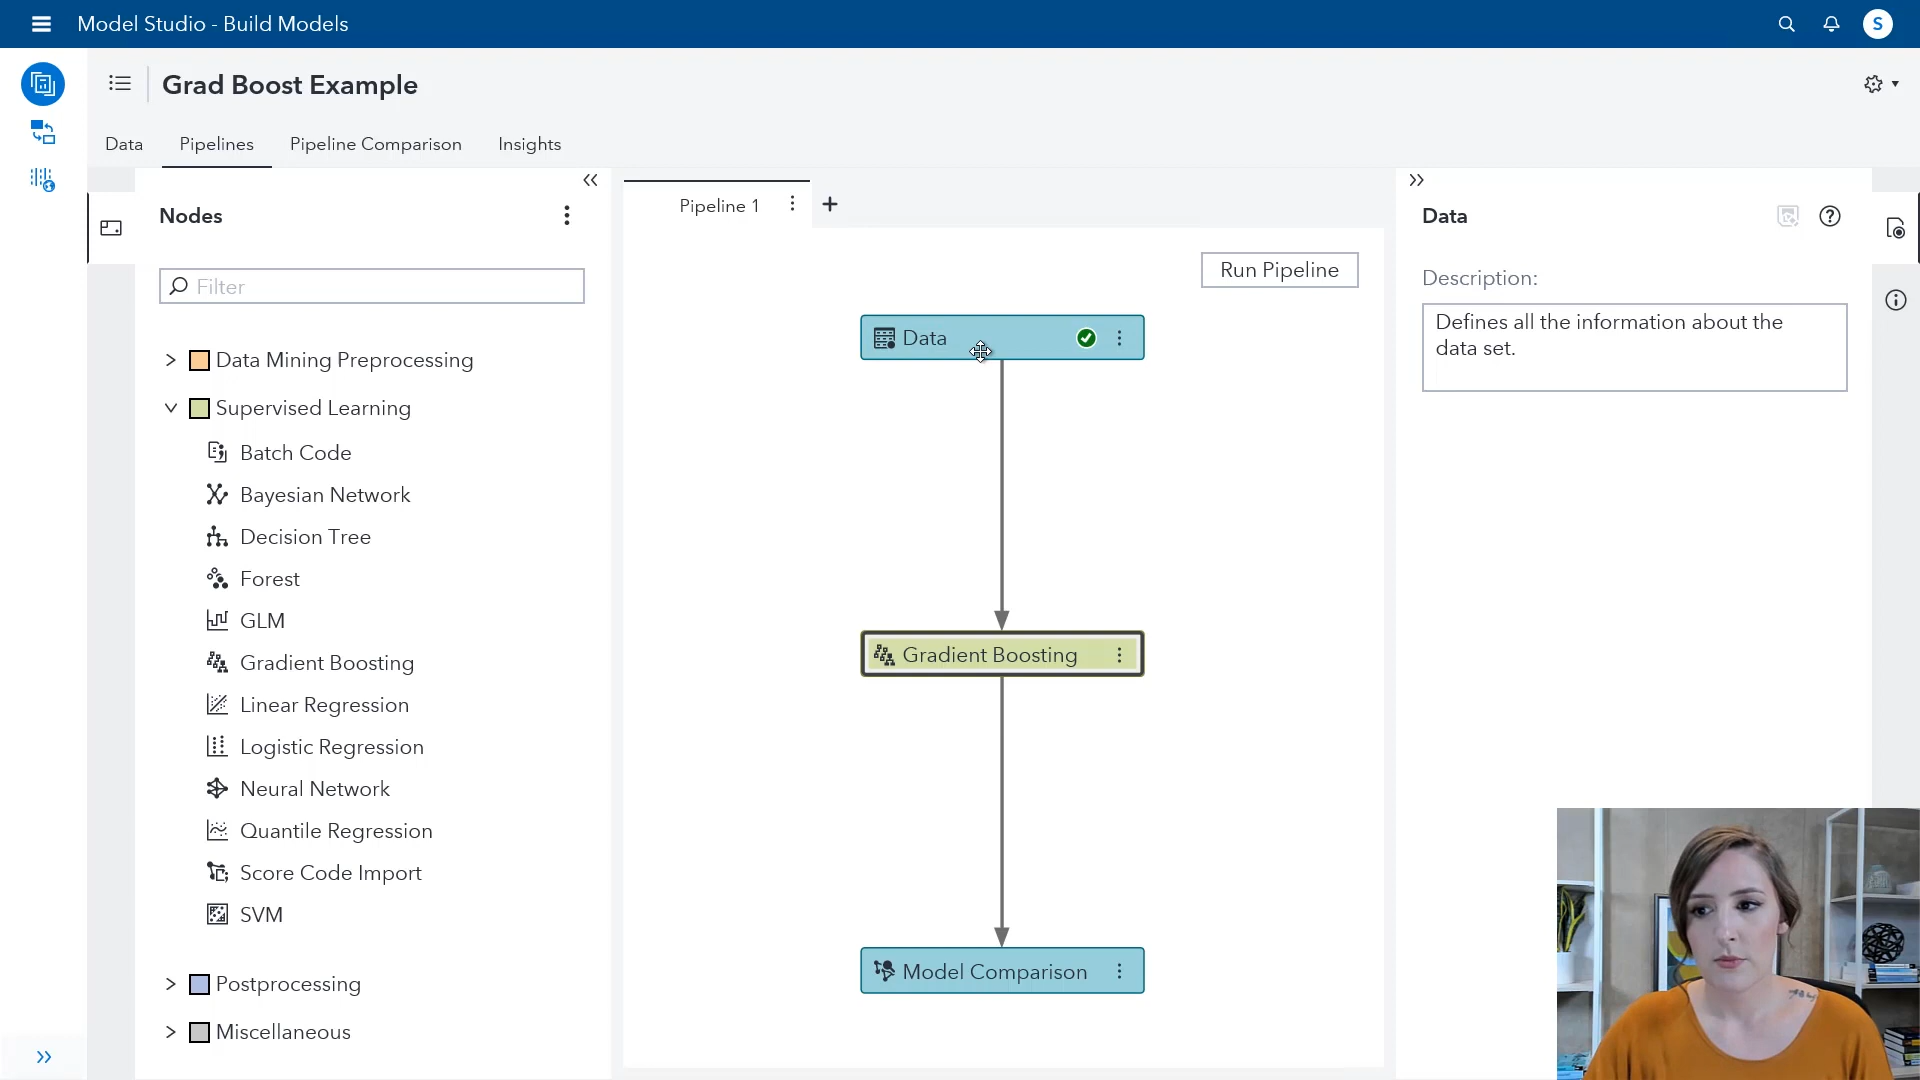 Model Studio - Build Models
S
Grad Boost Example
Data
Pipelines
Pipeline Comparison
Insights
Nodes
Filter
Data Mining Preprocessing
Supervised Learning
Batch Code
Bayesian Network
Decision Tree
Forest
GLM
Gradient Boosting
Linear Regression
Logistic Regression
Neural Network
Quantile Regression
Score Code Import
SVM
Postprocessing
Miscellaneous
Pipeline 1
Run Pipeline
Data
Gradient Boosting
Model Comparison
Data
Description:
Defines all the information about the
data set.